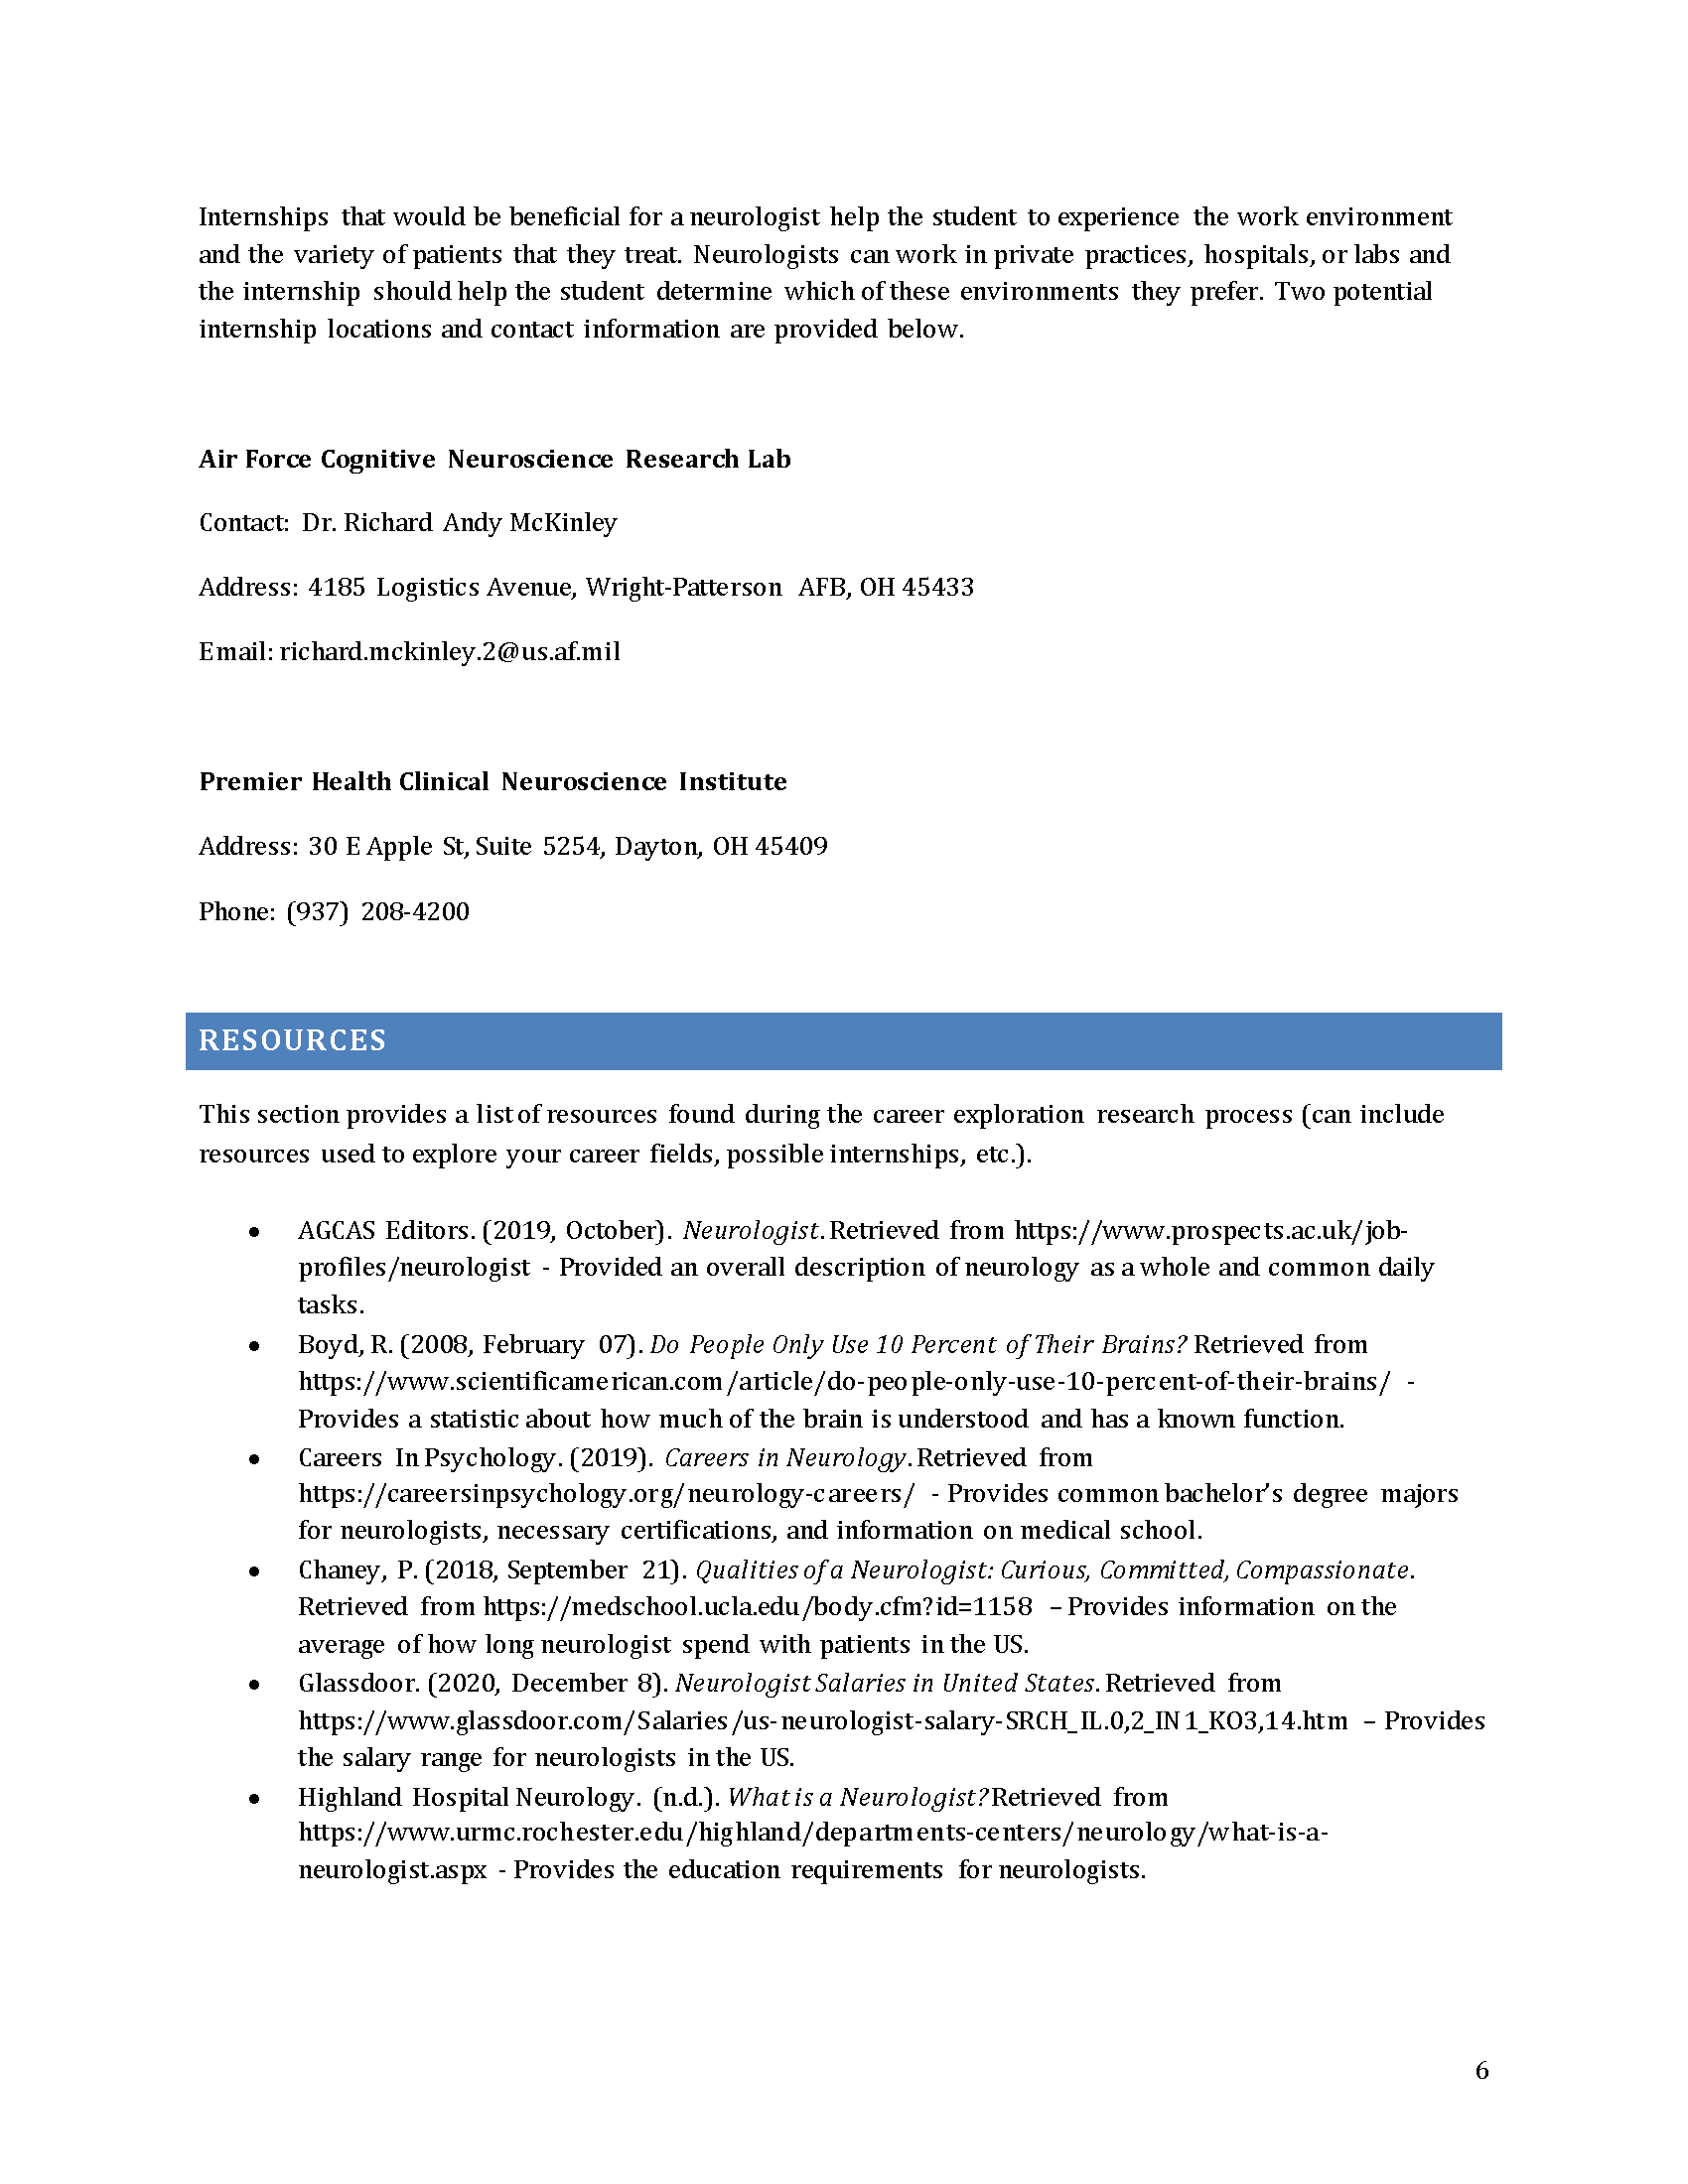 Internships that would be beneficial for a neurologist help the student to experience the work environment
and the variety of patients that they treat. Neurologists can work in private practices, hospitals, or labs and
the internship should help the student determine which of these environments they prefer. Two potential
internship locations and contact information are provided below.
Air Force Cognitive Neuroscience Research Lab
Contact: Dr. Richard Andy McKinley
Address: 4185 Logistics Avenue, Wright-Patterson AFB, OH 45433
Email: richard.mckinley.2@us.af.mil
Premier Health Clinical Neuroscience Institute
Address: 30 E Apple St, Suite 5254, Dayton, OH 45409
Phone: (937) 208-4200
RESOURCES
This section provides a list of resources found during the career exploration research process (can include
resources used to explore your career fields, possible internships, etc.).
• AGCAS Editors. (2019, October). Neurologist. Retrieved from https://www.prospects.ac.uk/job-
profiles/neurologist - Provided an overall description of neurology as a whole and common daily
tasks.
• Boyd, R. (2008, February 07). Do People Only Use 10 Percent of Their Brains? Retrieved from
https://www.scientificamerican.com/article/do-people-only-use-10-percent-of-their-brains/ -
Provides a statistic about how much of the brain is understood and has a known function.
• Careers In Psychology. (2019). Careers in Neurology. Retrieved from
https://careersinpsychology.org/neurology-careers/ - Provides common bachelor's degree majors
for neurologists, necessary certifications, and information on medical school.
• Chaney, P. (2018, September 21). Qualities of a Neurologist: Curious, Committed, Compassionate.
Retrieved from https://medschool.ucla.edu/body.cfm?id=1158 – Provides information on the
average of how long neurologist spend with patients in the US.
• Glassdoor. (2020, December 8). Neurologist Salaries in United States. Retrieved from
https://www.glassdoor.com/Salaries/us-neurologist-salary-SRCH_IL.0,2_IN1_KO3,14.htm – Provides
the salary range for neurologists in the US.
• Highland Hospital Neurology. (n.d.). What is a Neurologist? Retrieved from
https://www.urmc.rochester.edu/highland/departments-centers/neurology/what-is-a-
neurologist.aspx - Provides the education requirements for neurologists.
6